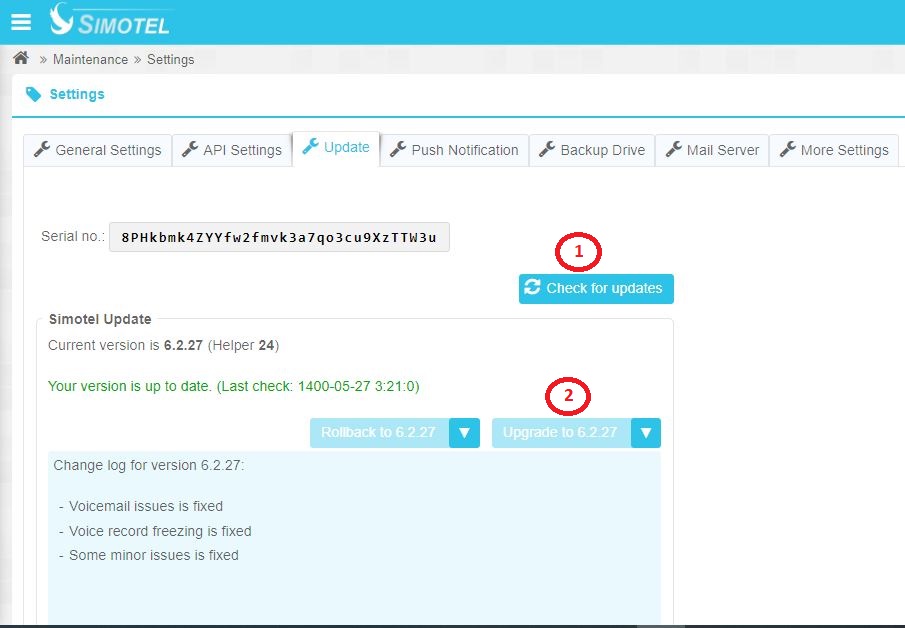 SIMOTEL
» Maintenance » Settings
Settings
General Settings API Settings Update Push Notification Backup Drive Mail Server More Settings
Serial no.: 8PHkbmk4ZYYfw2fmvk3a7qo3cu9XzTTW3u
1
Check for updates
Simotel Update
Current version is 6.2.27 (Helper 24)
Your version is up to date. (Last check: 1400-05-27 3:21:0)
2
Rollback to 6.2.27 ▼ Upgrade to 6.2.27 ▼
Change log for version 6.2.27:
- Voicemail issues is fixed
- Voice record freezing is fixed
- Some minor issues is fixed